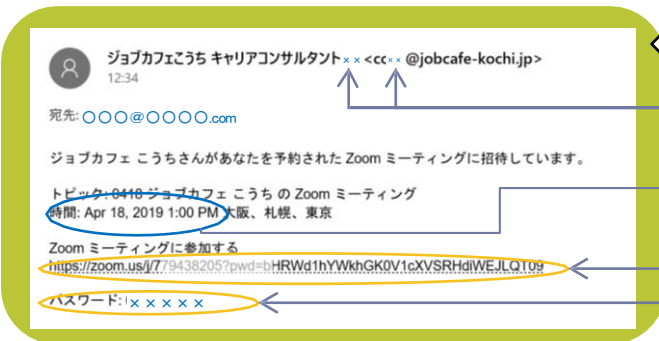 ジョブカフェこうち キャリアコンサルタント×× <cc××@jobcafe-kochi.jp>
12:34
宛先: 〇〇〇@〇〇〇〇.com
ジョブカフェ こうちさんがあなたを予約された Zoom ミーティングに招待しています。
トピック: 0418 ジョブカフェ こうち の Zoom ミーティング
時間: Apr 18, 2019 1:00 PM 大阪、札幌、東京
Zoom ミーティングに参加する
https://zoom.us/j/779438205?pwd=bHRWd1hYWkhGK0V1cXVSRHdiWEJLQT09
パスワード: ×××××